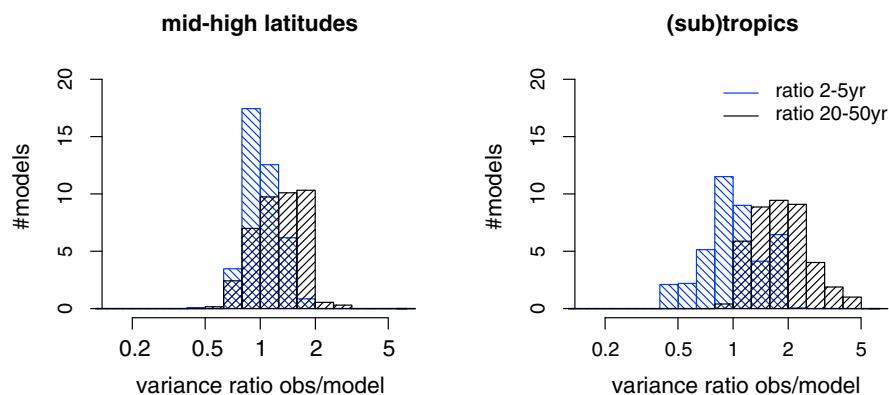 mid-high latitudes
#models
20
15
10
5
0
0.2 0.5 1 2 5
variance ratio obs/model
(sub)tropics
ratio 2-5yr
ratio 20-50yr
#models
20
15
10
5
0
0.2 0.5 1 2 5
variance ratio obs/model